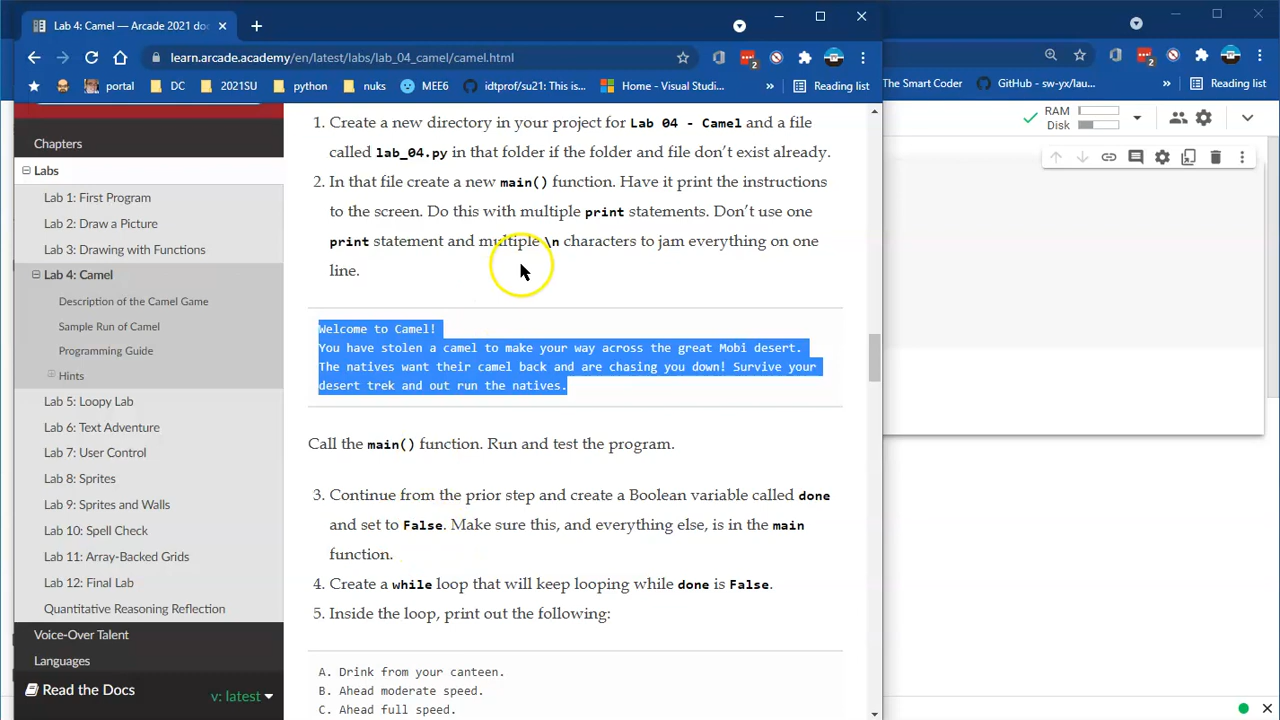 Lab 4: Camel — Arcade 2021 doc
learn.arcade.academy/en/latest/labs/lab_04_camel/camel.html
2
2
portal
DC
2021SU
python
nuks
MEE6
idtprof/su21: This is...
Home - Visual Studi...
»
Reading list
The Smart Coder
GitHub - sw-yx/lau...
»
Reading list
RAM
Disk
Chapters
Labs
Lab 1: First Program
Lab 2: Draw a Picture
Lab 3: Drawing with Functions
Lab 4: Camel
Description of the Camel Game
Sample Run of Camel
Programming Guide
Hints
Lab 5: Loopy Lab
Lab 6: Text Adventure
Lab 7: User Control
Lab 8: Sprites
Lab 9: Sprites and Walls
Lab 10: Spell Check
Lab 11: Array-Backed Grids
Lab 12: Final Lab
Quantitative Reasoning Reflection
Voice-Over Talent
Languages
Read the Docs
v: latest
1. Create a new directory in your project for Lab 04 - Camel and a file
called lab_04.py in that folder if the folder and file don’t exist already.
2. In that file create a new main() function. Have it print the instructions
to the screen. Do this with multiple print statements. Don’t use one
print statement and multiple \n characters to jam everything on one
line.
Welcome to Camel!
You have stolen a camel to make your way across the great Mobi desert.
The natives want their camel back and are chasing you down! Survive your
desert trek and out run the natives.
Call the main() function. Run and test the program.
3. Continue from the prior step and create a Boolean variable called done
and set to False. Make sure this, and everything else, is in the main
function.
4. Create a while loop that will keep looping while done is False.
5. Inside the loop, print out the following:
A. Drink from your canteen.
B. Ahead moderate speed.
C. Ahead full speed.